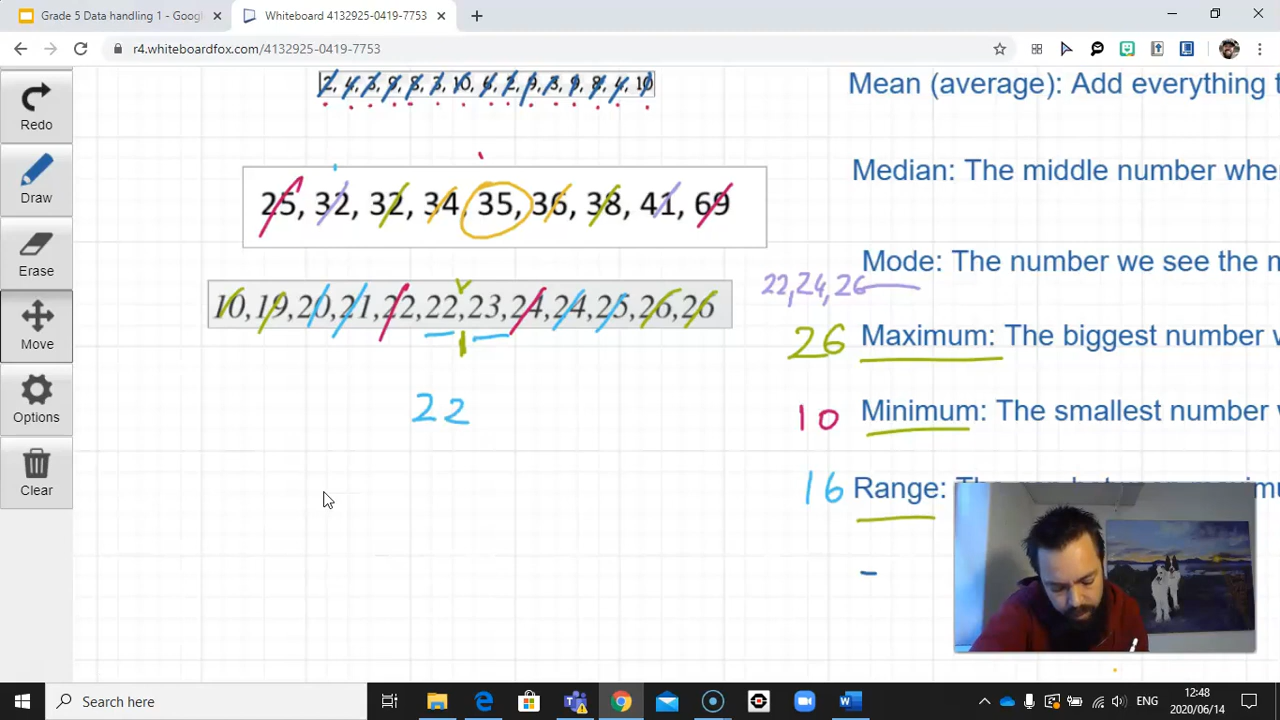 Grade 5 Data handling 1 - Goog
Whiteboard 4132925-0419-7753
r4.whiteboardfox.com/4132925-0419-7753
Redo
Draw
Erase
Move
Options
Clear
2, 4, 3, 9, 8, 3, 10, 6, 2, 9, 3, 9, 8, 4, 10
25, 32, 32, 34, 35, 36, 38, 41, 69
10,19,20,21,22,22,23,24,24,25,26,26
22
Mean (average): Add everything t
Median: The middle number whe
Mode: The number we see the m
22,24,26
26 Maximum: The biggest number w
10 Minimum: The smallest number w
16 Range:
-
Search here
ENG
12:48
2020/06/14